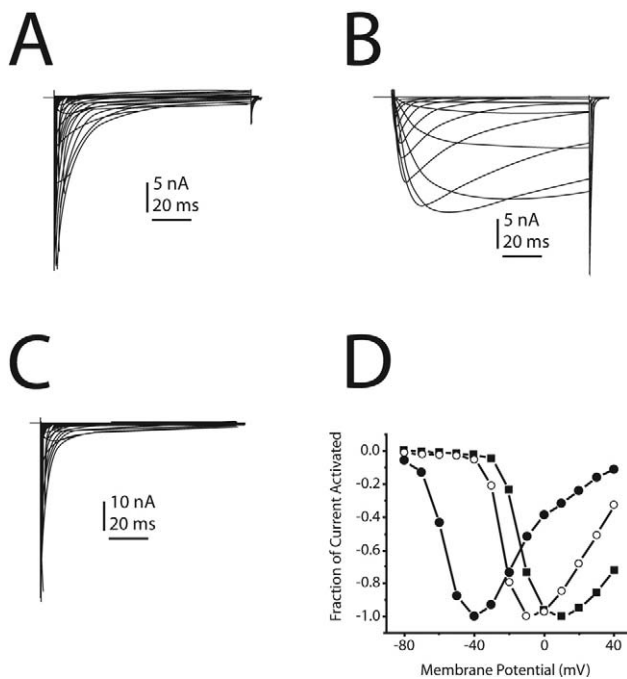 A
B
5 nA
20 ms
5 nA
20 ms
C
D
10 nA
20 ms
0.0
-0.2
-0.4
-0.6
-0.8
-1.0
Fraction of Current Activated
-80
-40
0
40
Membrane Potential (mV)